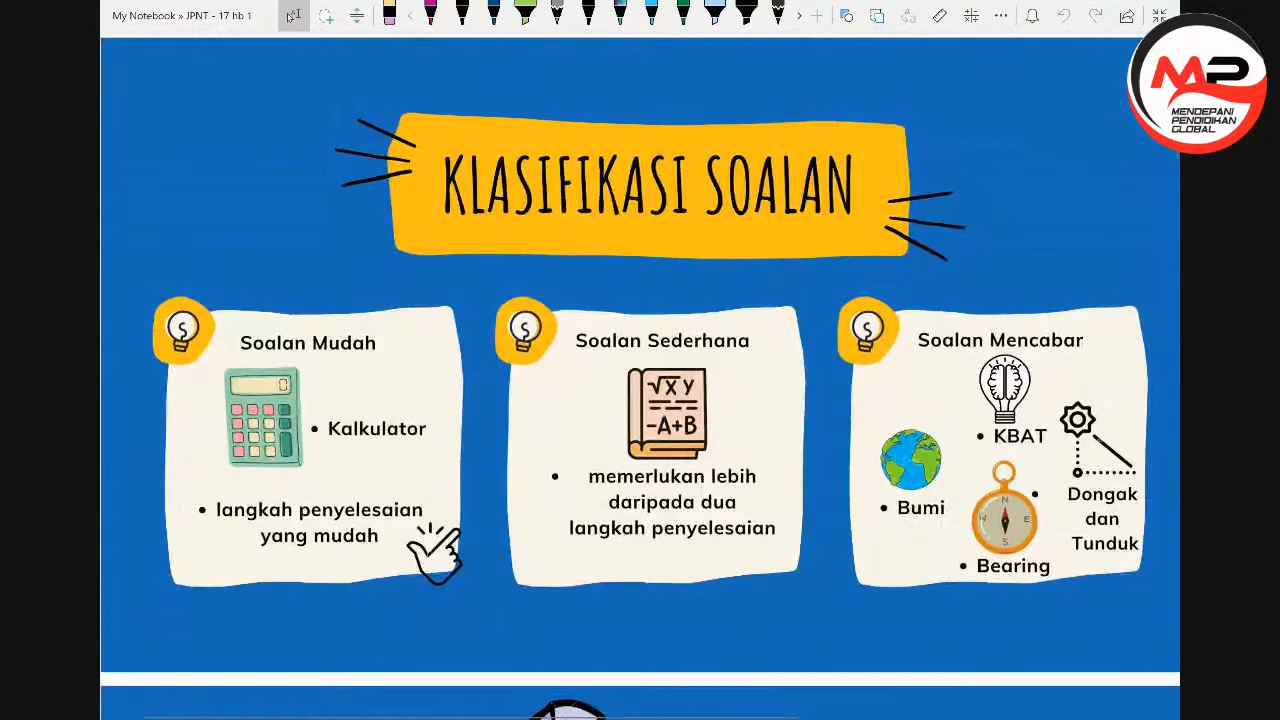 My Notebook » JPNT - 17 hb 1
MP
MENDEPANI
PENDIDIKAN
GLOBAL
KLASIFIKASI SOALAN
Soalan Mudah
0
• Kalkulator
• langkah penyelesaian
yang mudah
Soalan Sederhana
√X Y
-A+B
• memerlukan lebih
daripada dua
langkah penyelesaian
Soalan Mencabar
• KBAT
• Bumi
N
W E
S
• Bearing
• Dongak
dan
Tunduk